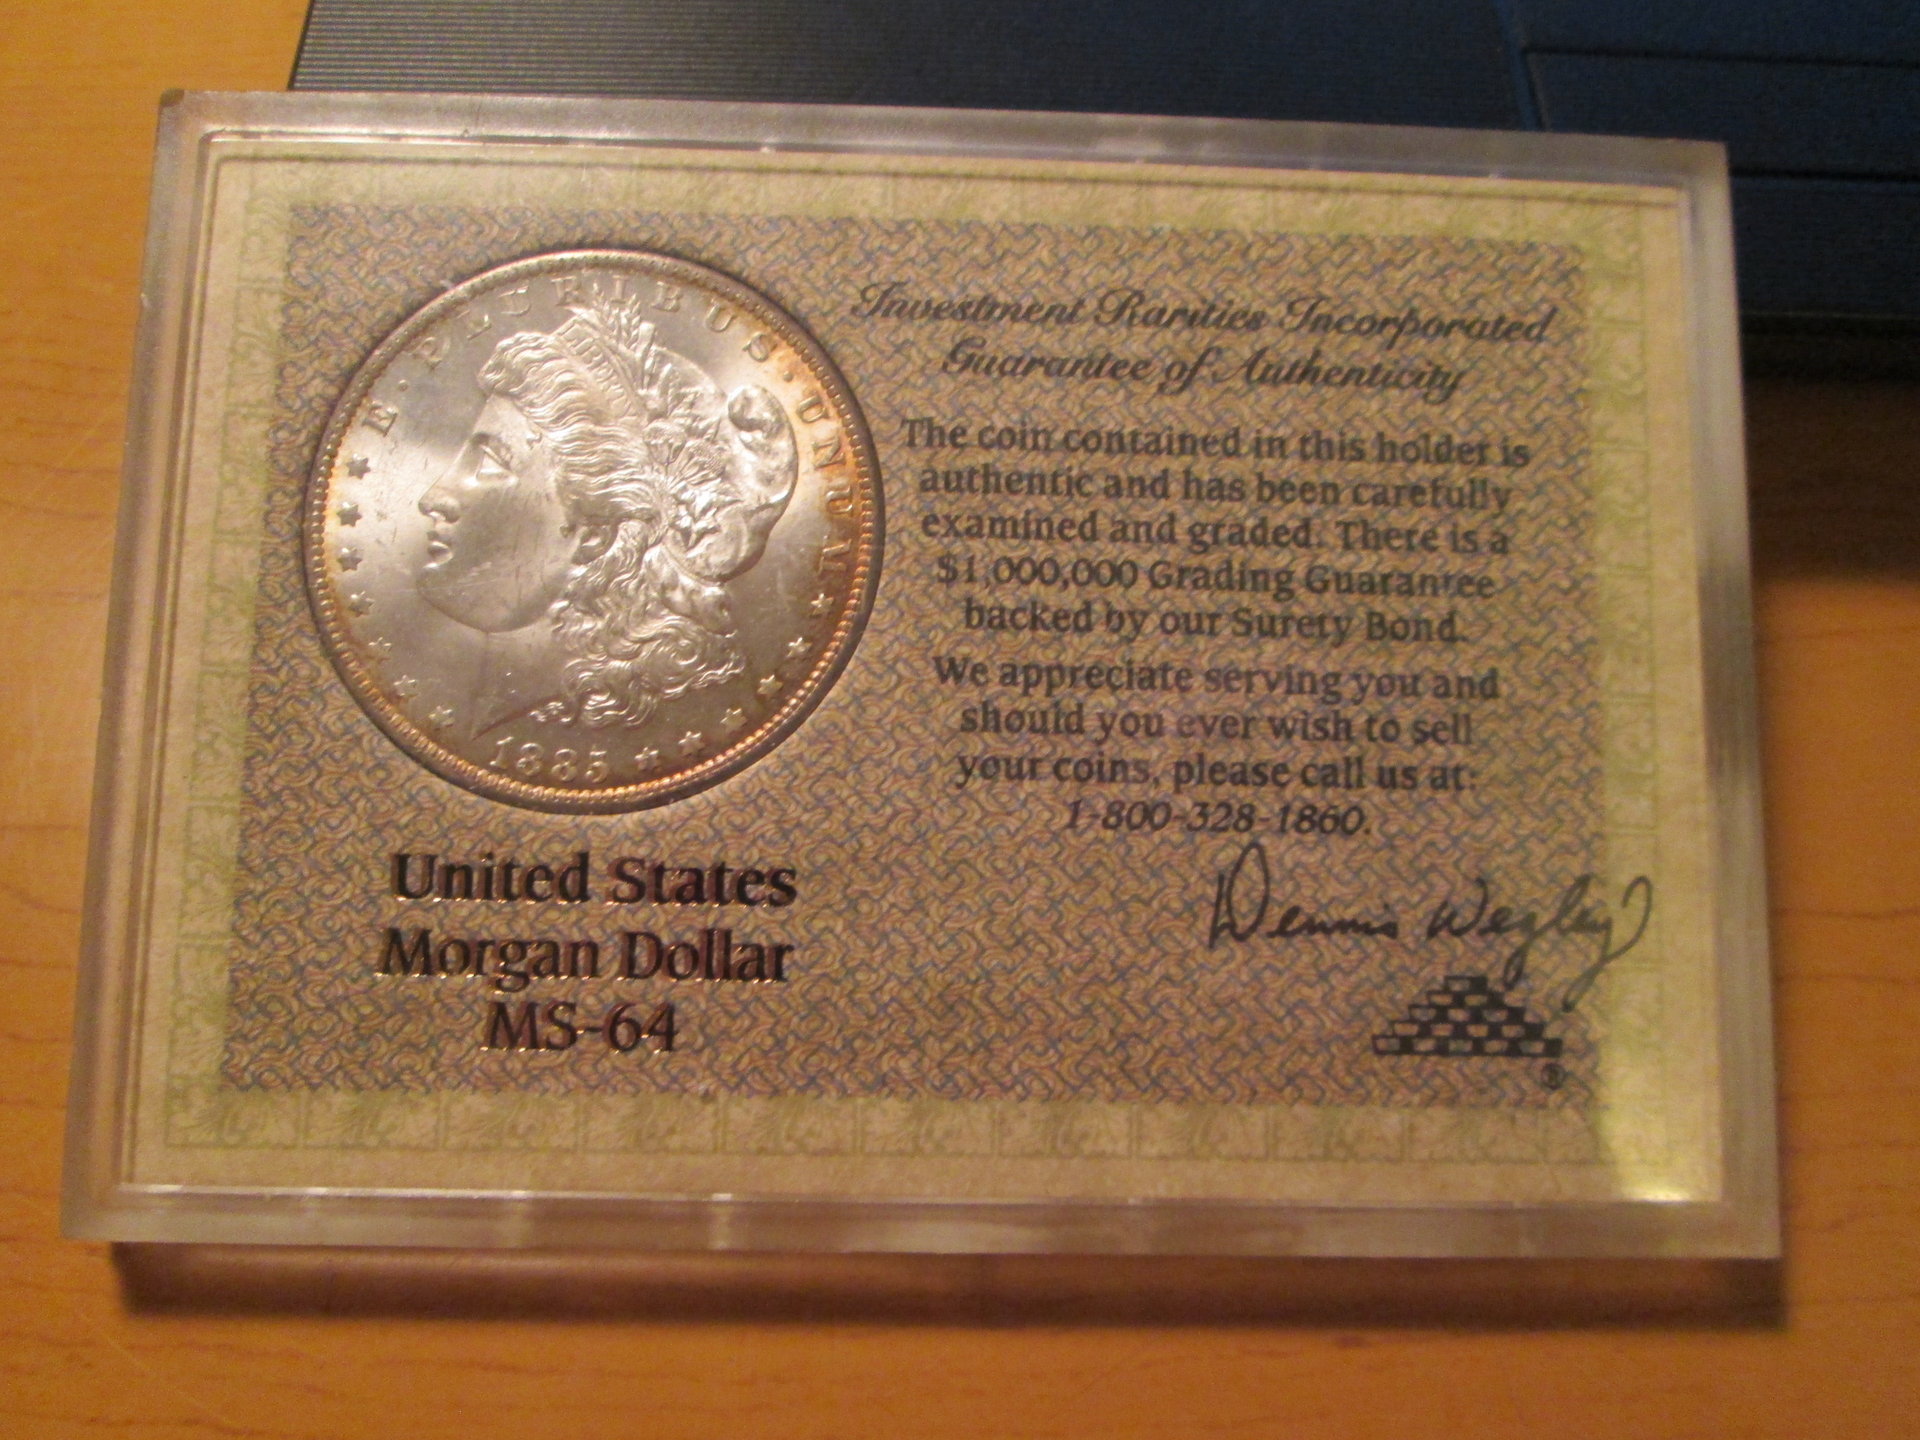 E·PLURIBUS·UNUM
LIBERTY
1885
United States
Morgan Dollar
MS-64
Investment Rarities Incorporated
Guarantee of Authenticity
The coin contained in this holder is
authentic and has been carefully
examined and graded. There is a
$1,000,000 Grading Guarantee
backed by our Surety Bond.
We appreciate serving you and
should you ever wish to sell
your coins, please call us at:
1-800-328-1860.
Dennis Wegley
®